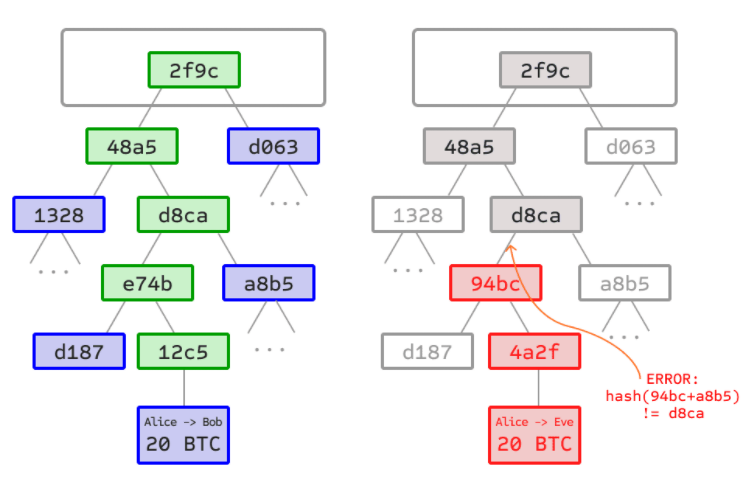 2f9c
48a5
d063
1328
d8ca
...
...
e74b
a8b5
d187
12c5
...
Alice -> Bob
20 BTC
2f9c
48a5
d063
1328
d8ca
...
...
94bc
a8b5
d187
4a2f
...
ERROR:
hash(94bc+a8b5)
!= d8ca
Alice -> Eve
20 BTC